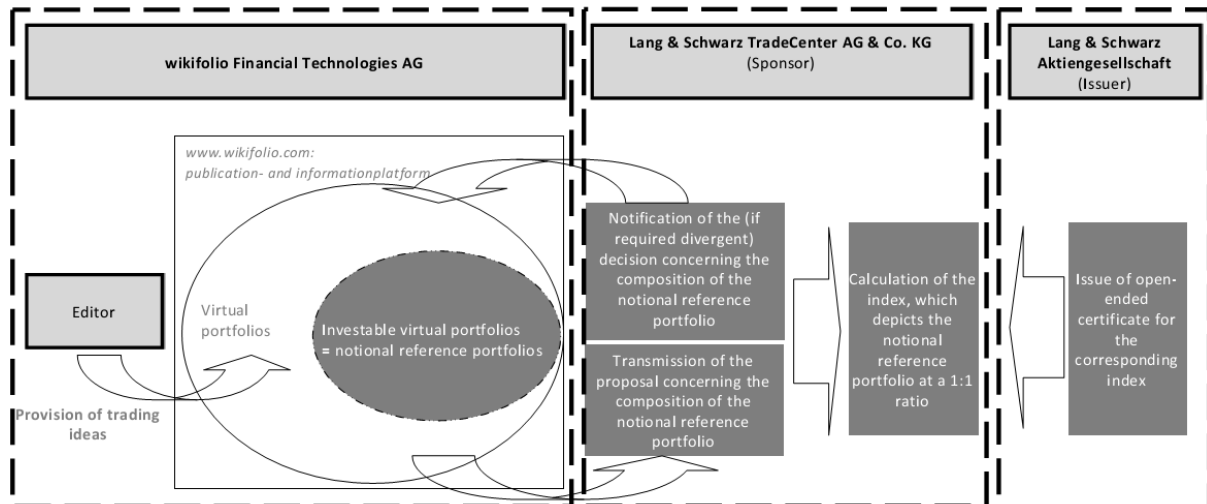 wikifolio Financial Technologies AG
Lang & Schwarz TradeCenter AG & Co. KG
(Sponsor)
Lang & Schwarz
Aktiengesellschaft
(Issuer)
www.wikifolio.com:
publication- and informationplatform
Editor
Provision of trading
ideas
Virtual
portfolios
Investable virtual portfolios
= notional reference portfolios
Notification of the (if
required divergent)
decision concerning the
composition of the
notional reference
portfolio
Transmission of the
proposal concerning the
composition of the
notional reference
portfolio
Calculation of the
index, which
depicts the
notional
reference
portfolio at a 1:1
ratio
Issue of open-
ended
certificate for
the
corresponding
index